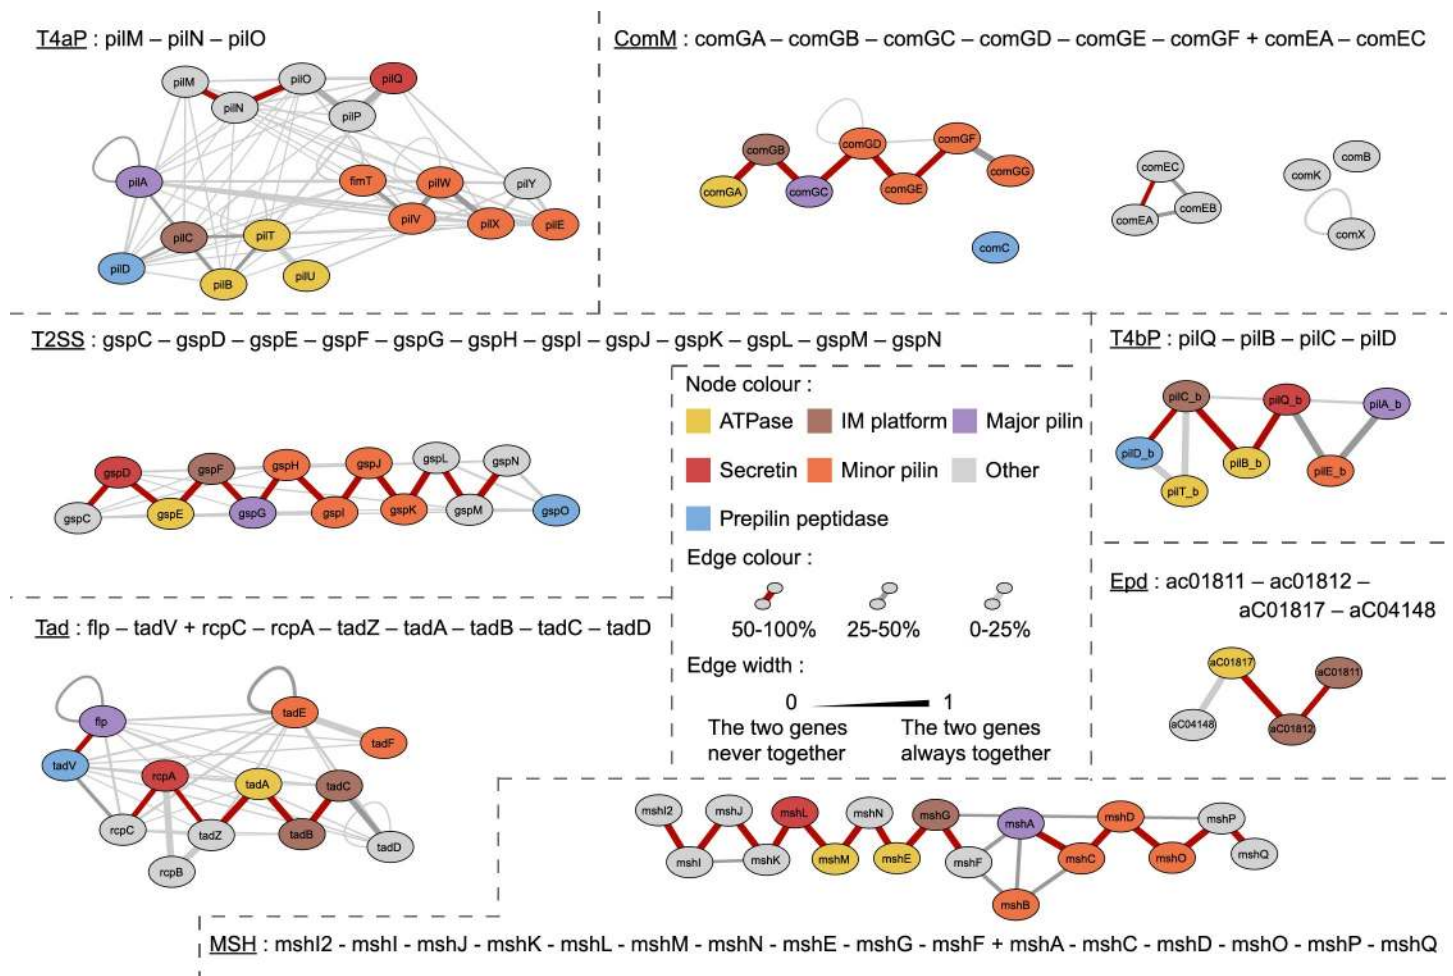 T4aP : pilM – pilN – pilO
pilM
pilO
pilQ
pilN
pilP
pilA
fimT
pilW
pilY
pilV
pilX
pilE
pilC
pilT
pilD
pilB
pilU
ComM : comGA – comGB – comGC – comGD – comGE – comGF + comEA – comEC
comGB
comGD
comGF
comGG
comGA
comGC
comGE
comC
comEC
comEA
comEB
comB
comK
comX
T2SS : gspC – gspD – gspE – gspF – gspG – gspH – gspI – gspJ – gspK – gspL – gspM – gspN
gspD
gspF
gspH
gspJ
gspL
gspN
gspC
gspE
gspG
gspI
gspK
gspM
gspO
Node colour :
ATPase
IM platform
Major pilin
Secretin
Minor pilin
Other
Prepilin peptidase
Edge colour :
50-100%
25-50%
0-25%
Edge width :
0
1
The two genes
never together
The two genes
always together
T4bP : pilQ – pilB – pilC – pilD
pilC_b
pilQ_b
pilA_b
pilD_b
pilB_b
pilE_b
pilT_b
Epd : ac01811 – ac01812 –
aC01817 – aC04148
aC01817
aC01811
aC04148
aC01812
Tad : flp – tadV + rcpC – rcpA – tadZ – tadA – tadB – tadC – tadD
flp
tadE
tadF
tadV
rcpA
tadA
tadC
rcpC
tadZ
tadB
tadD
rcpB
mshI2
mshJ
mshL
mshN
mshG
mshA
mshD
mshP
mshI
mshK
mshM
mshE
mshF
mshC
mshO
mshQ
mshB
MSH : mshI2 - mshI - mshJ - mshK - mshL - mshM - mshN - mshE - mshG - mshF + mshA - mshC - mshD - mshO - mshP - mshQ